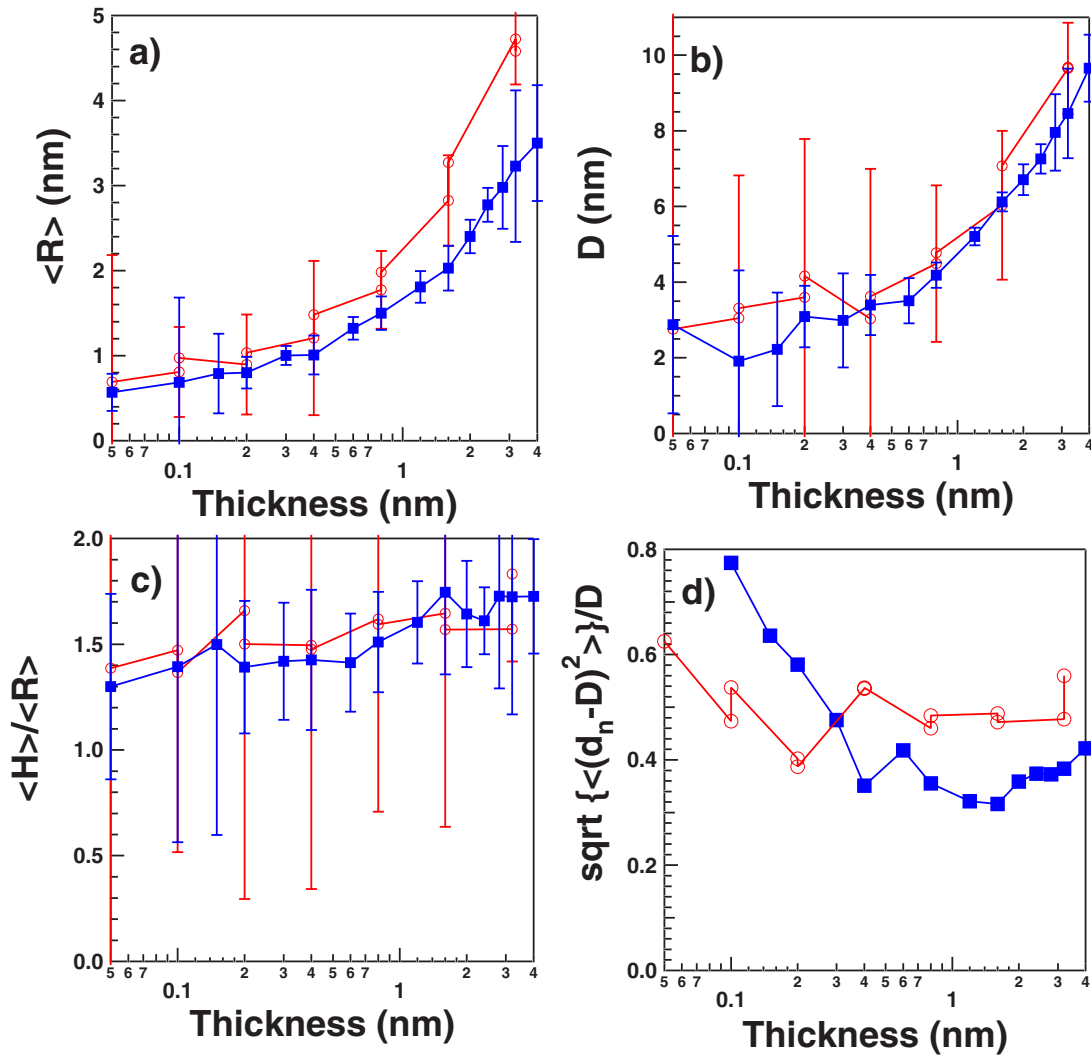 a)
5
4
3
2
1
0
<R> (nm)
5 6 7 2 3 4 5 6 7 2 3 4
0.1 1
Thickness (nm)
b)
10
8
6
4
2
0
D (nm)
5 6 7 2 3 4 5 6 7 2 3 4
0.1 1
Thickness (nm)
c)
2.0
1.5
1.0
0.5
0.0
<H>/<R>
5 6 7 2 3 4 5 6 7 2 3 4
0.1 1
Thickness (nm)
d)
0.8
0.6
0.4
0.2
0.0
sqrt {<(d_n-D)^2>}/D
5 6 7 2 3 4 5 6 7 2 3 4
0.1 1
Thickness (nm)